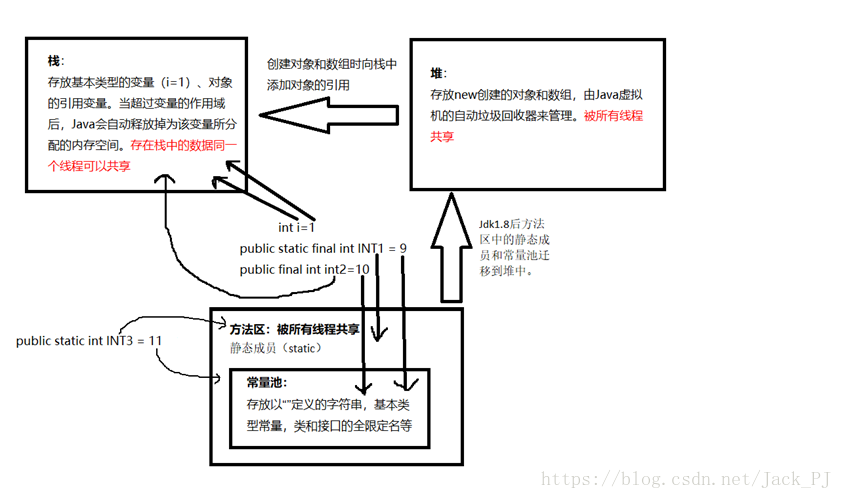 栈：
存放基本类型的变量（i=1）、对象
的引用变量。当超过变量的作用域
后，Java会自动释放掉为该变量所分
配的内存空间。存在栈中的数据同一
个线程可以共享
创建对象和数组时向栈中
添加对象的引用
堆：
存放new创建的对象和数组，由Java虚拟
机的自动垃圾回收器来管理。被所有线程
共享
int i=1
public static final int INT1 = 9
public final int int2=10
Jdk1.8后方法
区中的静态成
员和常量池迁
移到堆中。
public static int INT3 = 11
方法区：被所有线程共享
静态成员（static）
常量池：
存放以""定义的字符串，基本类
型常量，类和接口的全限定名等
https://blog.csdn.net/Jack_PJ